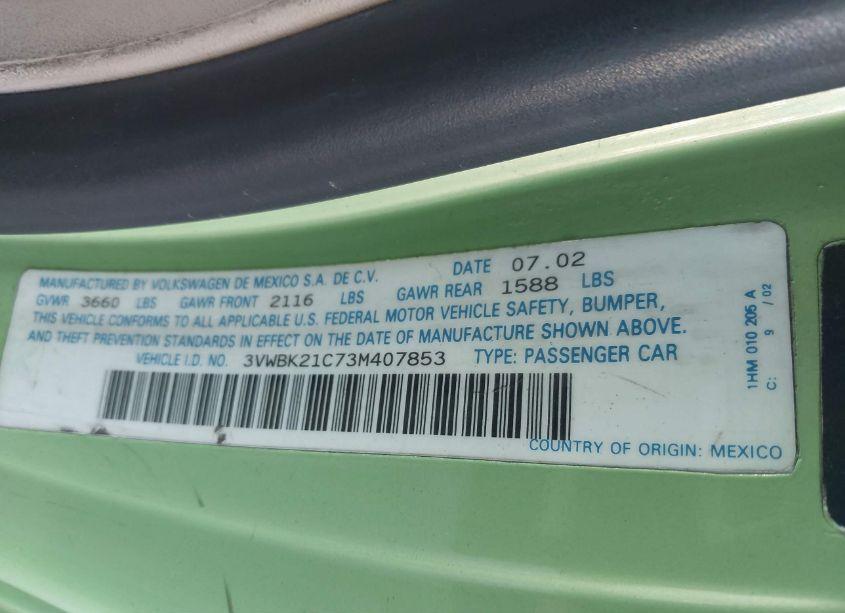 MANUFACTURED BY VOLKSWAGEN DE MEXICO S.A. DE C.V. DATE 07.02
GVWR 3660 LBS GAWR FRONT 2116 LBS GAWR REAR 1588 LBS
THIS VEHICLE CONFORMS TO ALL APPLICABLE U.S. FEDERAL MOTOR VEHICLE SAFETY, BUMPER,
AND THEFT PREVENTION STANDARDS IN EFFECT ON THE DATE OF MANUFACTURE SHOWN ABOVE.
VEHICLE I.D. NO. 3VWBK21C73M407853 TYPE: PASSENGER CAR
COUNTRY OF ORIGIN: MEXICO
1HM 010 205 A
C: 9 / 02